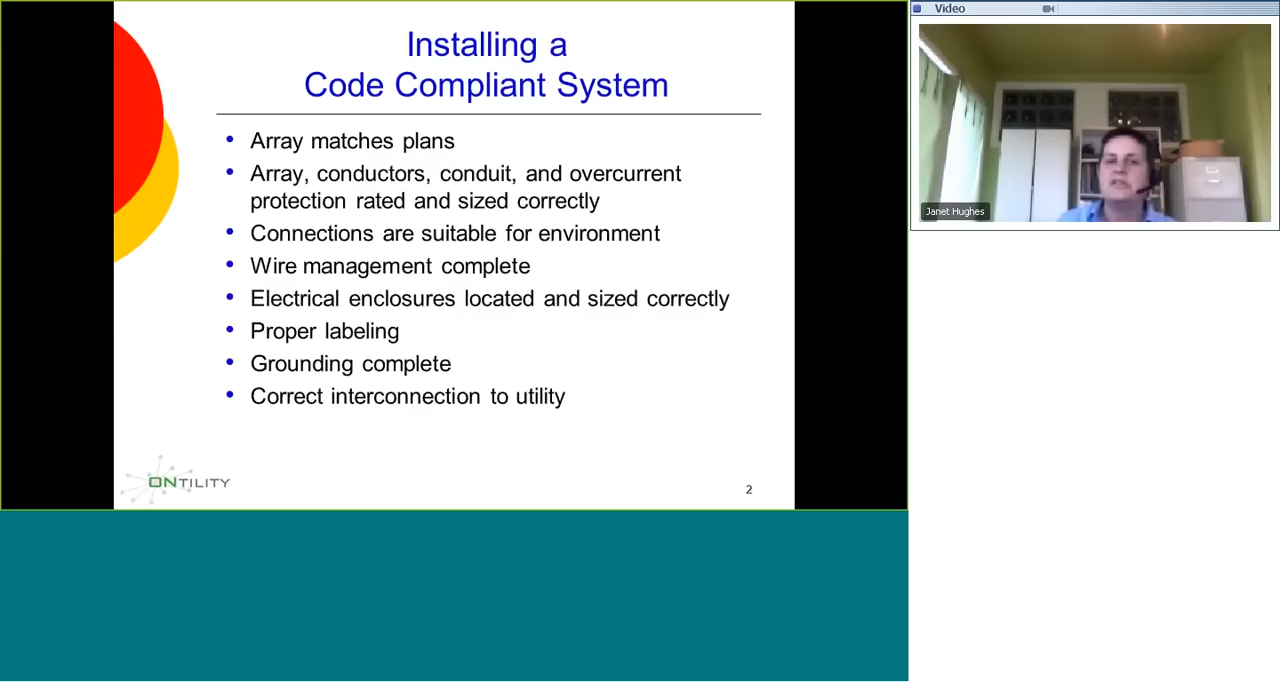 Installing a
Code Compliant System
• Array matches plans
• Array, conductors, conduit, and overcurrent
protection rated and sized correctly
• Connections are suitable for environment
• Wire management complete
• Electrical enclosures located and sized correctly
• Proper labeling
• Grounding complete
• Correct interconnection to utility
ONTILITY
2
Video
Janet Hughes